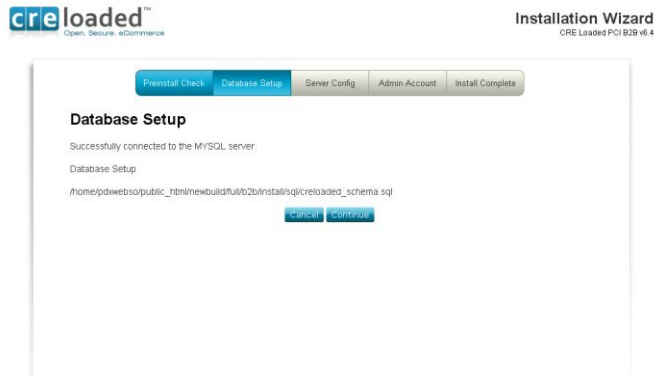 creloaded™
Open. Secure. eCommerce
Installation Wizard
CRE Loaded PCI B2B v6.4
Preinstall Check Database Setup Server Config Admin Account Install Complete
Database Setup
Successfully connected to the MYSQL server.
Database Setup
/home/pdxwebso/public_html/newbuild/full/b2b/install/sql/creloaded_schema.sql
Cancel Continue